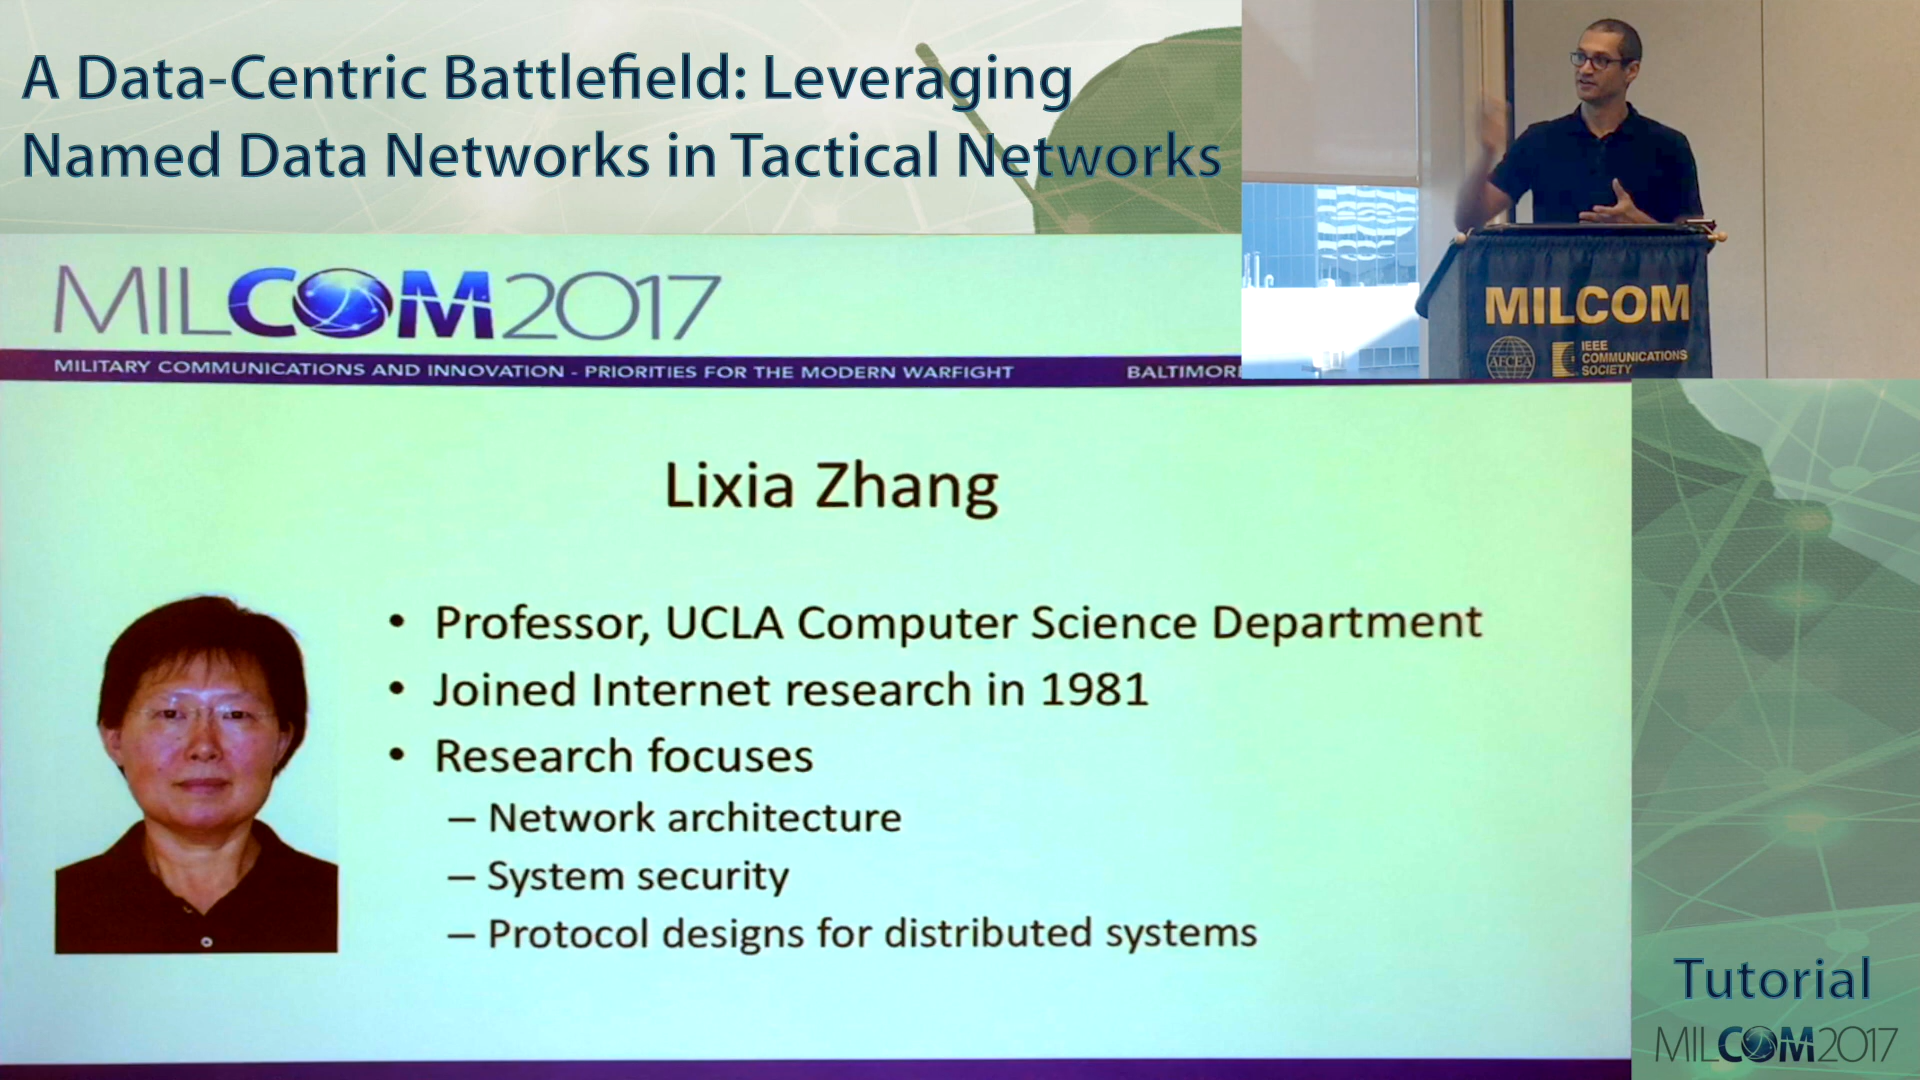 A Data-Centric Battlefield: Leveraging
Named Data Networks in Tactical Networks
MILCOM2017
MILITARY COMMUNICATIONS AND INNOVATION - PRIORITIES FOR THE MODERN WARFIGHT
BALTIMOR
MILCOM
AFCEA
IEEE
COMMUNICATIONS
SOCIETY
Lixia Zhang
• Professor, UCLA Computer Science Department
• Joined Internet research in 1981
• Research focuses
– Network architecture
– System security
– Protocol designs for distributed systems
Tutorial
MILCOM2017